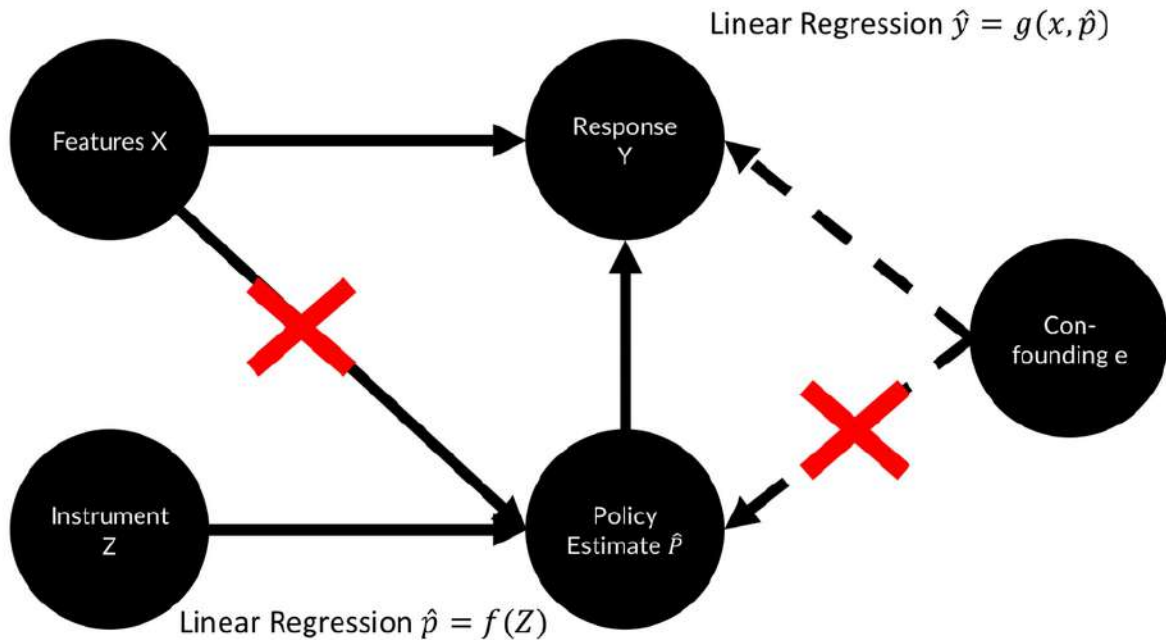 Linear Regression ŷ = g(x, p̂)
Features X
Response
Y
Con-
founding e
Instrument
Z
Policy
Estimate P̂
Linear Regression p̂ = f(Z)